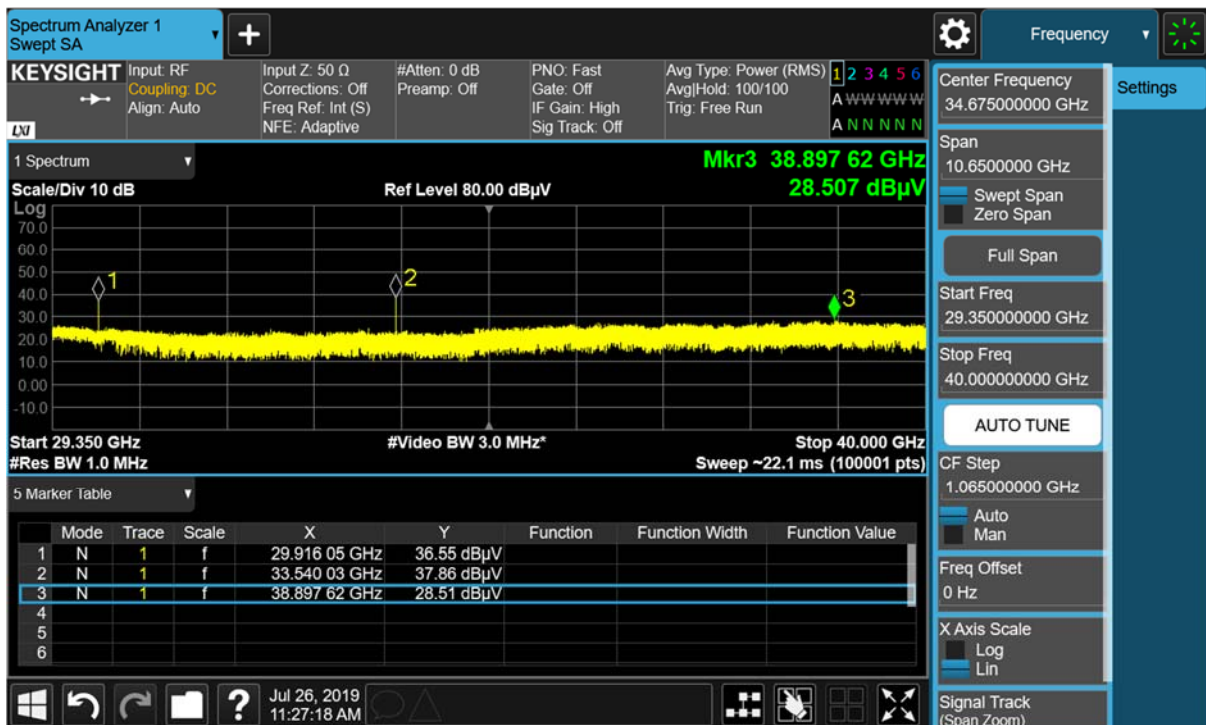 Spectrum Analyzer 1
Swept SA
+
Frequency
KEYSIGHT
LXI
Input: RF
Coupling: DC
Align: Auto
Input Z: 50 Ω
Corrections: Off
Freq Ref: Int (S)
NFE: Adaptive
#Atten: 0 dB
Preamp: Off
PNO: Fast
Gate: Off
IF Gain: High
Sig Track: Off
Avg Type: Power (RMS)
Avg|Hold: 100/100
Trig: Free Run
1 2 3 4 5 6
A W W W W W
A N N N N N
1 Spectrum
Mkr3 38.897 62 GHz
Scale/Div 10 dB
Ref Level 80.00 dBµV
28.507 dBµV
Log
70.0
60.0
50.0
40.0
30.0
20.0
10.0
0.00
-10.0
1
2
3
Start 29.350 GHz
#Video BW 3.0 MHz*
Stop 40.000 GHz
#Res BW 1.0 MHz
Sweep ~22.1 ms (100001 pts)
5 Marker Table
Mode Trace Scale X Y Function Function Width Function Value
1 N 1 f 29.916 05 GHz 36.55 dBµV
2 N 1 f 33.540 03 GHz 37.86 dBµV
3 N 1 f 38.897 62 GHz 28.51 dBµV
4
5
6
?
Jul 26, 2019
11:27:18 AM
Center Frequency
34.675000000 GHz
Settings
Span
10.6500000 GHz
Swept Span
Zero Span
Full Span
Start Freq
29.350000000 GHz
Stop Freq
40.000000000 GHz
AUTO TUNE
CF Step
1.065000000 GHz
Auto
Man
Freq Offset
0 Hz
X Axis Scale
Log
Lin
Signal Track
(Span Zoom)